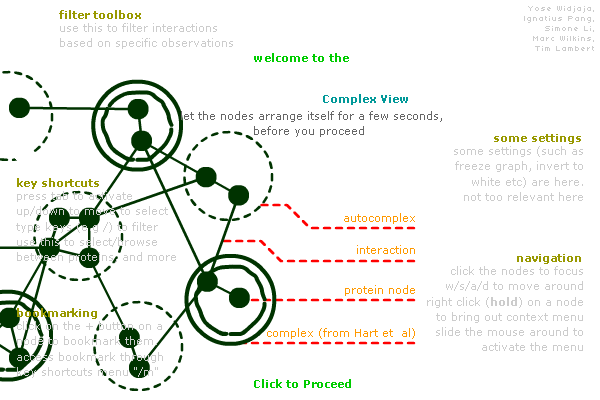 Yose Widjaja,
Ignatius Pang,
Simone Li,
Marc Wilkins,
Tim Lambert
filter toolbox
use this to filter interactions
based on specific observations
welcome to the
Complex View
et the nodes arrange itself for a few seconds,
before you proceed
some settings
some settings (such as
freeze graph, invert to
white etc) are here.
not too relevant here
key shortcuts
press tab to activate
up/down to move to select
type keys (e.g /) to filter
use this to select/browse
between proteins, and more
autocomplex
interaction
protein node
complex (from Hart et al)
navigation
click the nodes to focus
w/s/a/d to move around
right click (hold) on a node
to bring out context menu
slide the mouse around to
activate the menu
bookmarking
click on the + button on a
node to bookmark them.
access bookmark through
key shortcuts menu "/m"
Click to Proceed